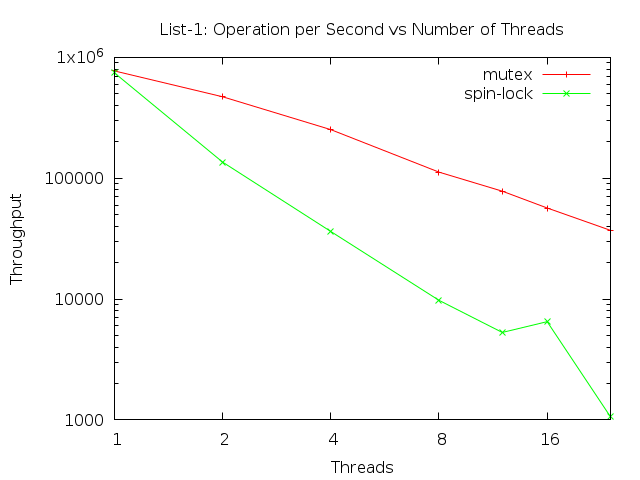 List-1: Operation per Second vs Number of Threads
1x10⁶
mutex
spin-lock
100000
Throughput
10000
1000
1 2 4 8 16
Threads